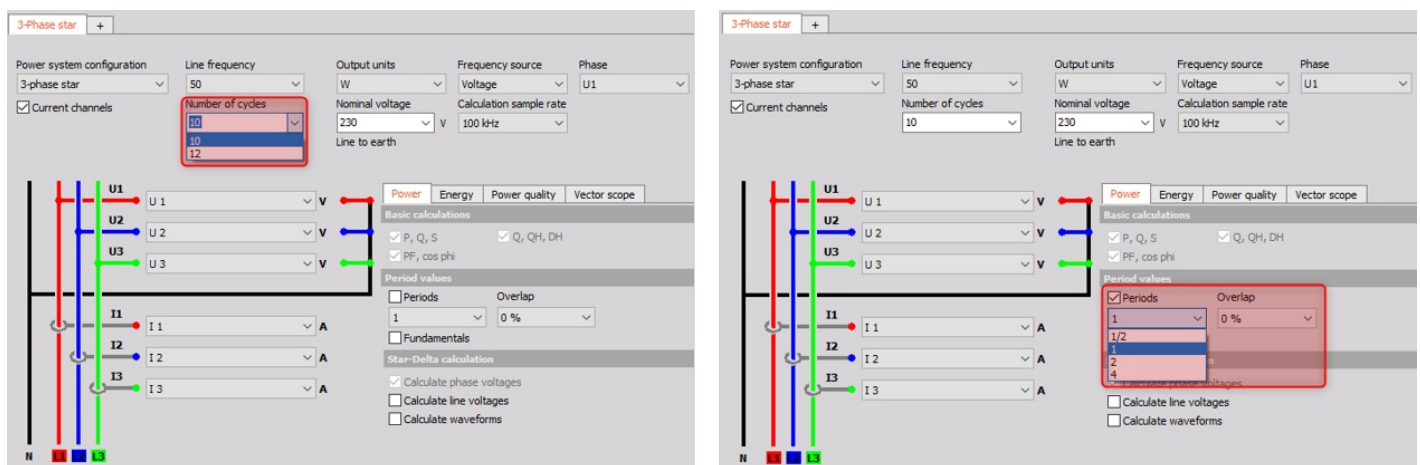 3-Phase star +
Power system configuration Line frequency Output units Frequency source Phase
3-phase star 50 W Voltage U1
Current channels Number of cycles Nominal voltage Calculation sample rate
10 230 V 100 kHz
10 Line to earth
12
U1 U 1 V
U2 U 2 V
U3 U 3 V
I1 I 1 A
I2 I 2 A
I3 I 3 A
N L1 L3
Power Energy Power quality Vector scope
Basic calculations
P, Q, S Q, QH, DH
PF, cos phi
Period values
Periods Overlap
1 0 %
Fundamentals
Star-Delta calculation
Calculate phase voltages
Calculate line voltages
Calculate waveforms
3-Phase star +
Power system configuration Line frequency Output units Frequency source Phase
3-phase star 50 W Voltage U1
Current channels Number of cycles Nominal voltage Calculation sample rate
10 230 V 100 kHz
Line to earth
U1 U 1 V
U2 U 2 V
U3 U 3 V
I1 I 1 A
I2 I 2 A
I3 I 3 A
N L1 L3
Power Energy Power quality Vector scope
Basic calculations
P, Q, S Q, QH, DH
PF, cos phi
Period values
Periods Overlap
1 0 %
1/2
1
2
4
Calculate phase voltages
Calculate line voltages
Calculate waveforms